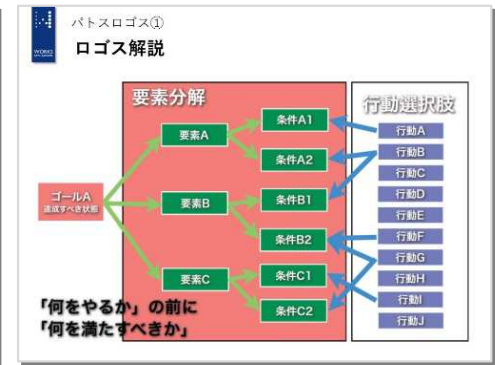 パトスロゴス①
WORKS
ロゴス解説
要素分解
行動選択肢
ゴールA
達成すべき状態
要素A
要素B
要素C
条件A1
条件A2
条件B1
条件B2
条件C1
条件C2
行動A
行動B
行動C
行動D
行動E
行動F
行動G
行動H
行動I
行動J
「何をやるか」の前に
「何を満たすべきか」